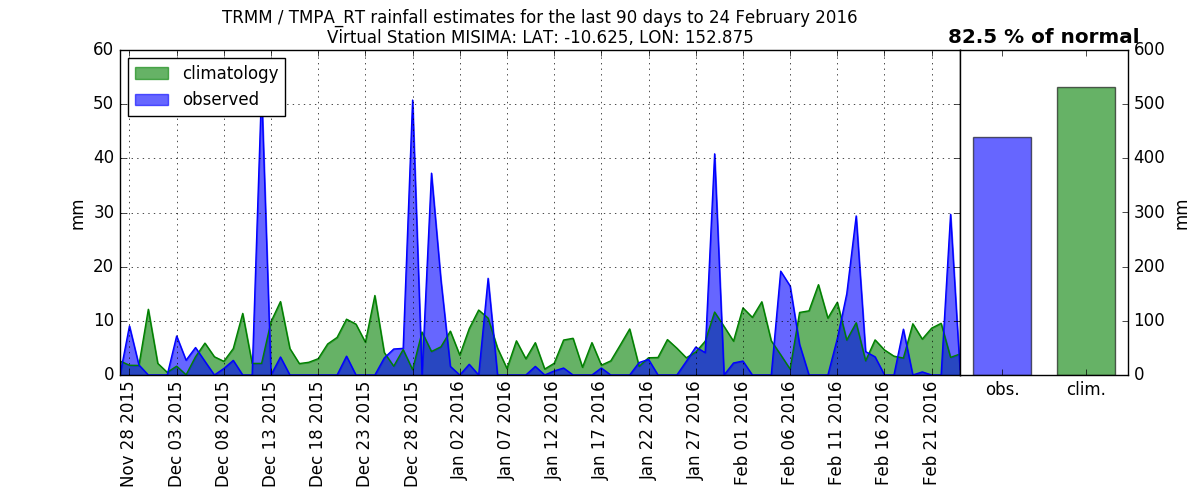 TRMM / TMPA_RT rainfall estimates for the last 90 days to 24 February 2016
Virtual Station MISIMA: LAT: -10.625, LON: 152.875
82.5 % of normal
climatology
observed
60
50
40
30
20
10
0
mm
600
500
400
300
200
100
0
mm
Nov 28 2015
Dec 03 2015
Dec 08 2015
Dec 13 2015
Dec 18 2015
Dec 23 2015
Dec 28 2015
Jan 02 2016
Jan 07 2016
Jan 12 2016
Jan 17 2016
Jan 22 2016
Jan 27 2016
Feb 01 2016
Feb 06 2016
Feb 11 2016
Feb 16 2016
Feb 21 2016
obs.
clim.